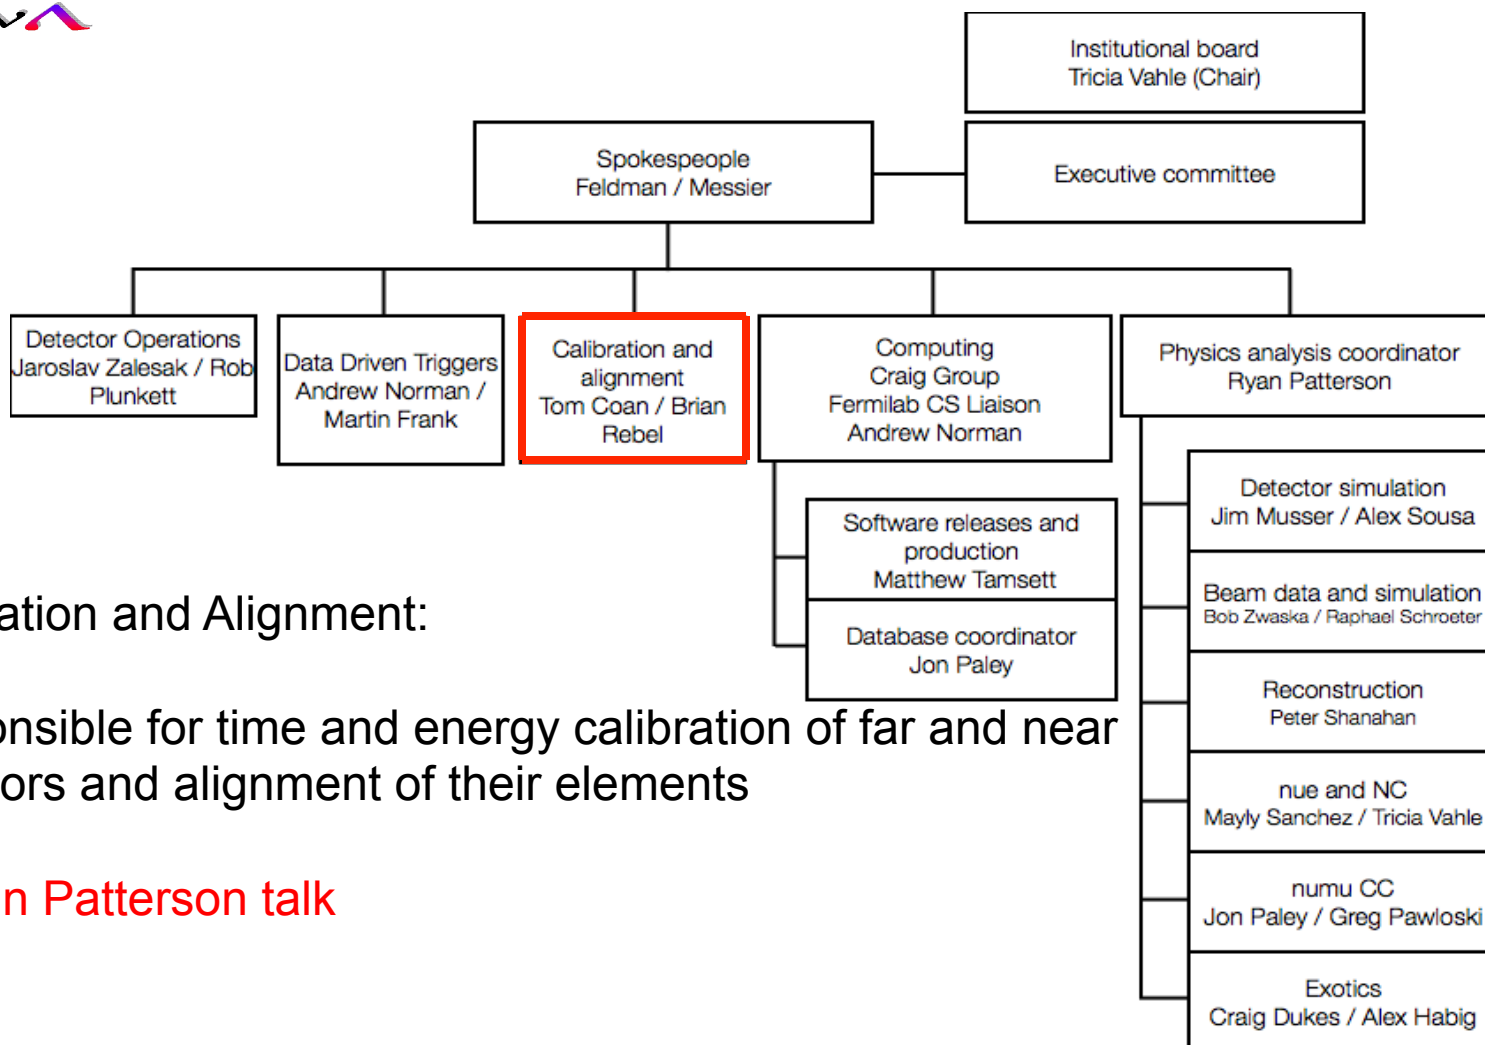 Institutional board
Tricia Vahle (Chair)
Spokespeople
Feldman / Messier
Executive committee
Detector Operations
Jaroslav Zalesak / Rob
Plunkett
Data Driven Triggers
Andrew Norman /
Martin Frank
Calibration and
alignment
Tom Coan / Brian
Rebel
Computing
Craig Group
Fermilab CS Liaison
Andrew Norman
Physics analysis coordinator
Ryan Patterson
Software releases and
production
Matthew Tamsett
Database coordinator
Jon Paley
Detector simulation
Jim Musser / Alex Sousa
Beam data and simulation
Bob Zwaska / Raphael Schroeter
Reconstruction
Peter Shanahan
nue and NC
Mayly Sanchez / Tricia Vahle
numu CC
Jon Paley / Greg Pawloski
Exotics
Craig Dukes / Alex Habig
ation and Alignment:
onsible for time and energy calibration of far and near
ors and alignment of their elements
n Patterson talk